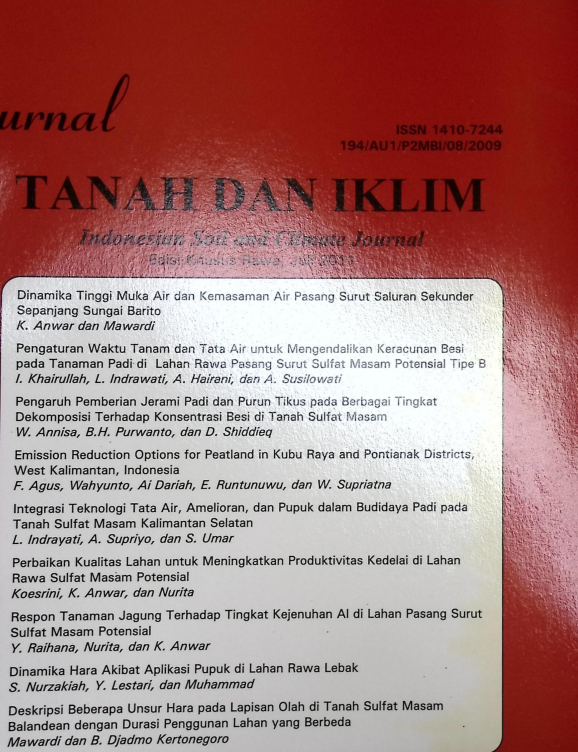 urnal
ISSN 1410-7244
194/AU1/P2MBI/08/2009
TANAH DAN IKLIM
Indonesian Soil and Climate Journal
Edisi Khusus Rawa, Juli 2011
Dinamika Tinggi Muka Air dan Kemasaman Air Pasang Surut Saluran Sekunder
Sepanjang Sungai Barito
K. Anwar dan Mawardi
Pengaturan Waktu Tanam dan Tata Air untuk Mengendalikan Keracunan Besi
pada Tanaman Padi di Lahan Rawa Pasang Surut Sulfat Masam Potensial Tipe B
I. Khairullah, L. Indrawati, A. Hairani, dan A. Susilowati
Pengaruh Pemberian Jerami Padi dan Purun Tikus pada Berbagai Tingkat
Dekomposisi Terhadap Konsentrasi Besi di Tanah Sulfat Masam
W. Annisa, B.H. Purwanto, dan D. Shiddieq
Emission Reduction Options for Peatland in Kubu Raya and Pontianak Districts,
West Kalimantan, Indonesia
F. Agus, Wahyunto, Ai Dariah, E. Runtunuwu, dan W. Supriatna
Integrasi Teknologi Tata Air, Amelioran, dan Pupuk dalam Budidaya Padi pada
Tanah Sulfat Masam Kalimantan Selatan
L. Indrayati, A. Supriyo, dan S. Umar
Perbaikan Kualitas Lahan untuk Meningkatkan Produktivitas Kedelai di Lahan
Rawa Sulfat Masam Potensial
Koesrini, K. Anwar, dan Nurita
Respon Tanaman Jagung Terhadap Tingkat Kejenuhan Al di Lahan Pasang Surut
Sulfat Masam Potensial
Y. Raihana, Nurita, dan K. Anwar
Dinamika Hara Akibat Aplikasi Pupuk di Lahan Rawa Lebak
S. Nurzakiah, Y. Lestari, dan Muhammad
Deskripsi Beberapa Unsur Hara pada Lapisan Olah di Tanah Sulfat Masam
Balandean dengan Durasi Penggunan Lahan yang Berbeda
Mawardi dan B. Djadmo Kertonegoro